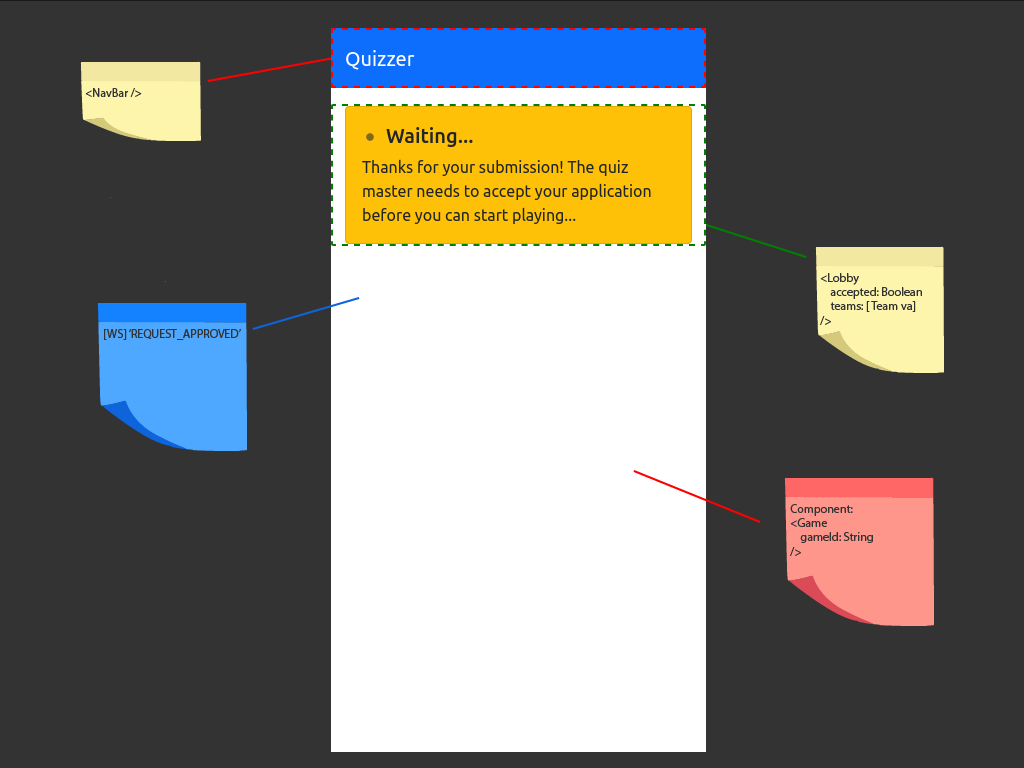 Quizzer
<NavBar />
Waiting...
Thanks for your submission! The quiz
master needs to accept your application
before you can start playing...
<Lobby
accepted: Boolean
teams: [ Team va]
/>
[WS] ‘REQUEST_APPROVED’
Component:
<Game
gameId: String
/>